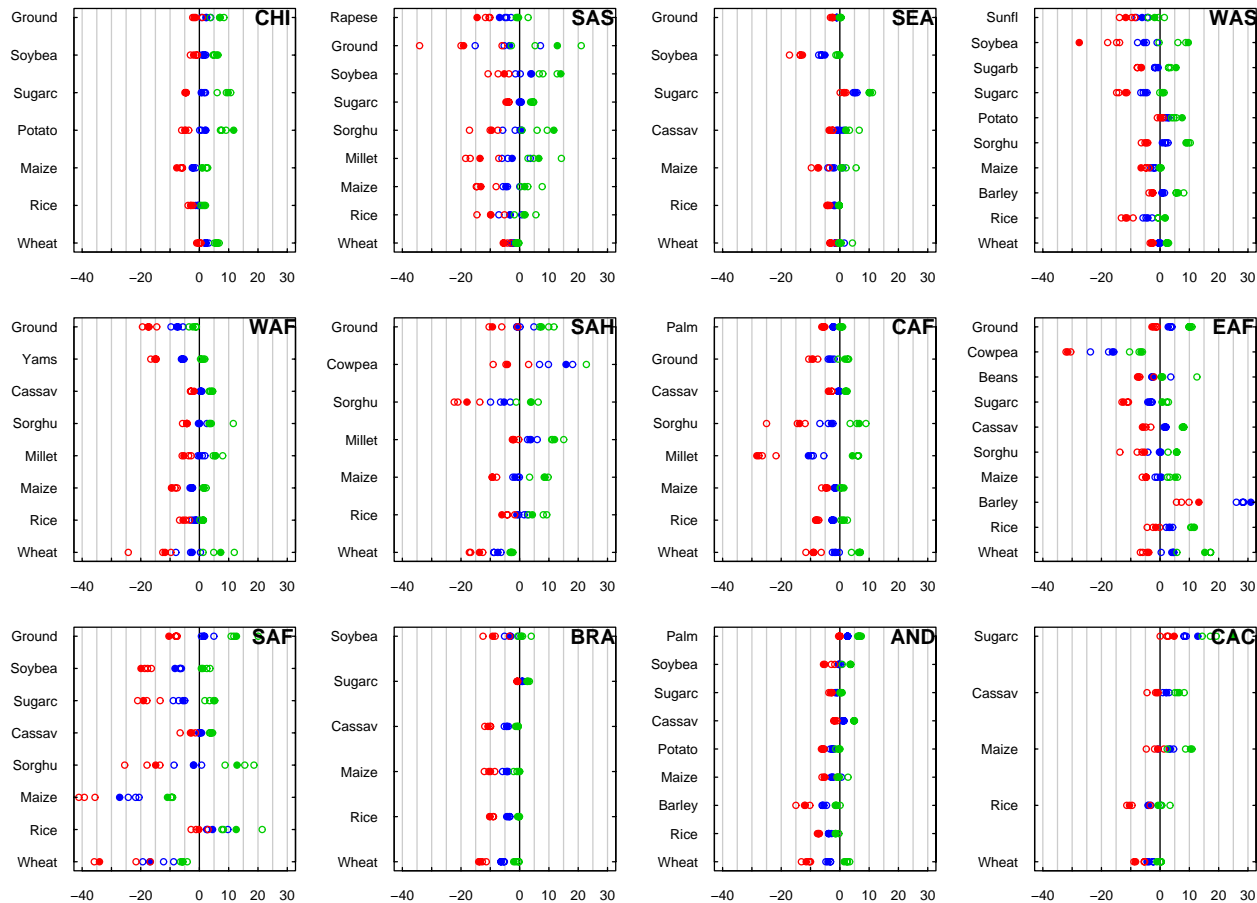 CHI
Ground
Soybea
Sugarc
Potato
Maize
Rice
Wheat
−40 −20 0 10 20 30
SAS
Rapese
Ground
Soybea
Sugarc
Sorghu
Millet
Maize
Rice
Wheat
−40 −20 0 10 20 30
SEA
Ground
Soybea
Sugarc
Cassav
Maize
Rice
Wheat
−40 −20 0 10 20 30
WAS
Sunfl
Soybea
Sugarb
Sugarc
Potato
Sorghu
Maize
Barley
Rice
Wheat
−40 −20 0 10 20 30
WAF
Ground
Yams
Cassav
Sorghu
Millet
Maize
Rice
Wheat
−40 −20 0 10 20 30
SAH
Ground
Cowpea
Sorghu
Millet
Maize
Rice
Wheat
−40 −20 0 10 20 30
CAF
Palm
Ground
Cassav
Sorghu
Millet
Maize
Rice
Wheat
−40 −20 0 10 20 30
EAF
Ground
Cowpea
Beans
Sugarc
Cassav
Sorghu
Maize
Barley
Rice
Wheat
−40 −20 0 10 20 30
SAF
Ground
Soybea
Sugarc
Cassav
Sorghu
Maize
Rice
Wheat
−40 −20 0 10 20 30
BRA
Soybea
Sugarc
Cassav
Maize
Rice
Wheat
−40 −20 0 10 20 30
AND
Palm
Soybea
Sugarc
Cassav
Potato
Maize
Barley
Rice
Wheat
−40 −20 0 10 20 30
CAC
Sugarc
Cassav
Maize
Rice
Wheat
−40 −20 0 10 20 30